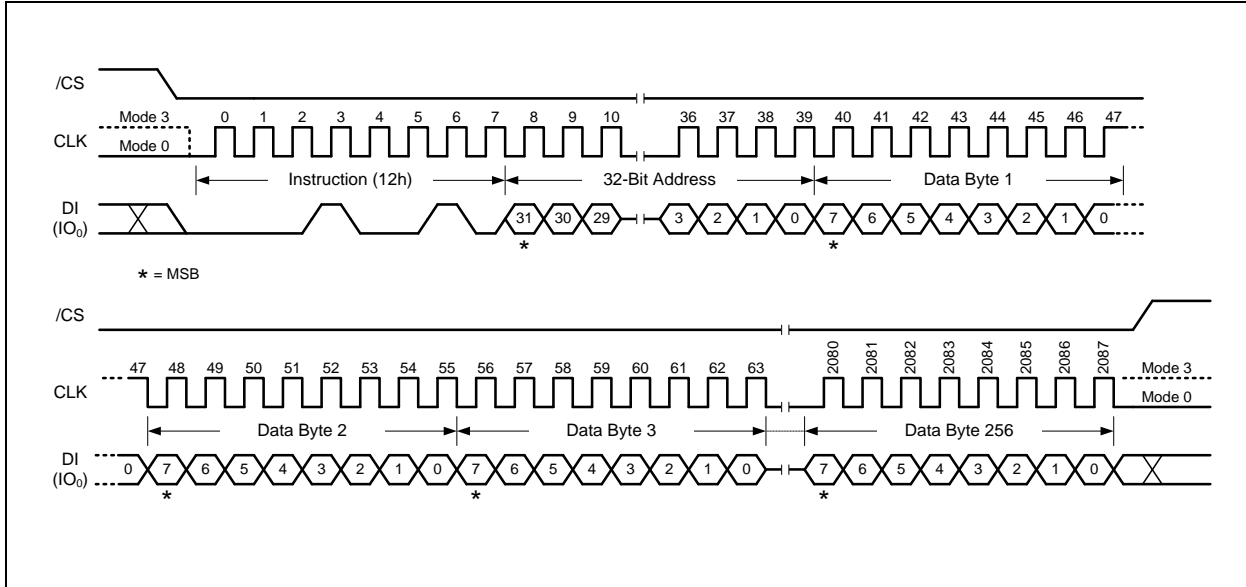 /CS
Mode 3 0 1 2 3 4 5 6 7 8 9 10 36 37 38 39 40 41 42 43 44 45 46 47
CLK Mode 0
Instruction (12h) 32-Bit Address Data Byte 1
DI
(IO₀) 31 30 29 3 2 1 0 7 6 5 4 3 2 1 0
* *
* = MSB
/CS
47 48 49 50 51 52 53 54 55 56 57 58 59 60 61 62 63 2080 2081 2082 2083 2084 2085 2086 2087 Mode 3
CLK Mode 0
Data Byte 2 Data Byte 3 Data Byte 256
DI
(IO₀) 0 7 6 5 4 3 2 1 0 7 6 5 4 3 2 1 0 7 6 5 4 3 2 1 0
* * *